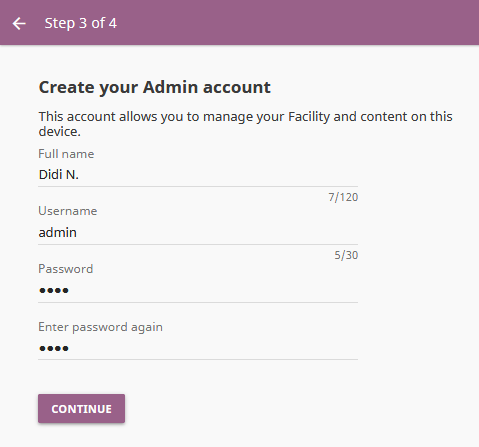 Step 3 of 4
Create your Admin account
This account allows you to manage your Facility and content on this
device.
Full name
Didi N.
7/120
Username
admin
5/30
Password
••••
Enter password again
••••
CONTINUE